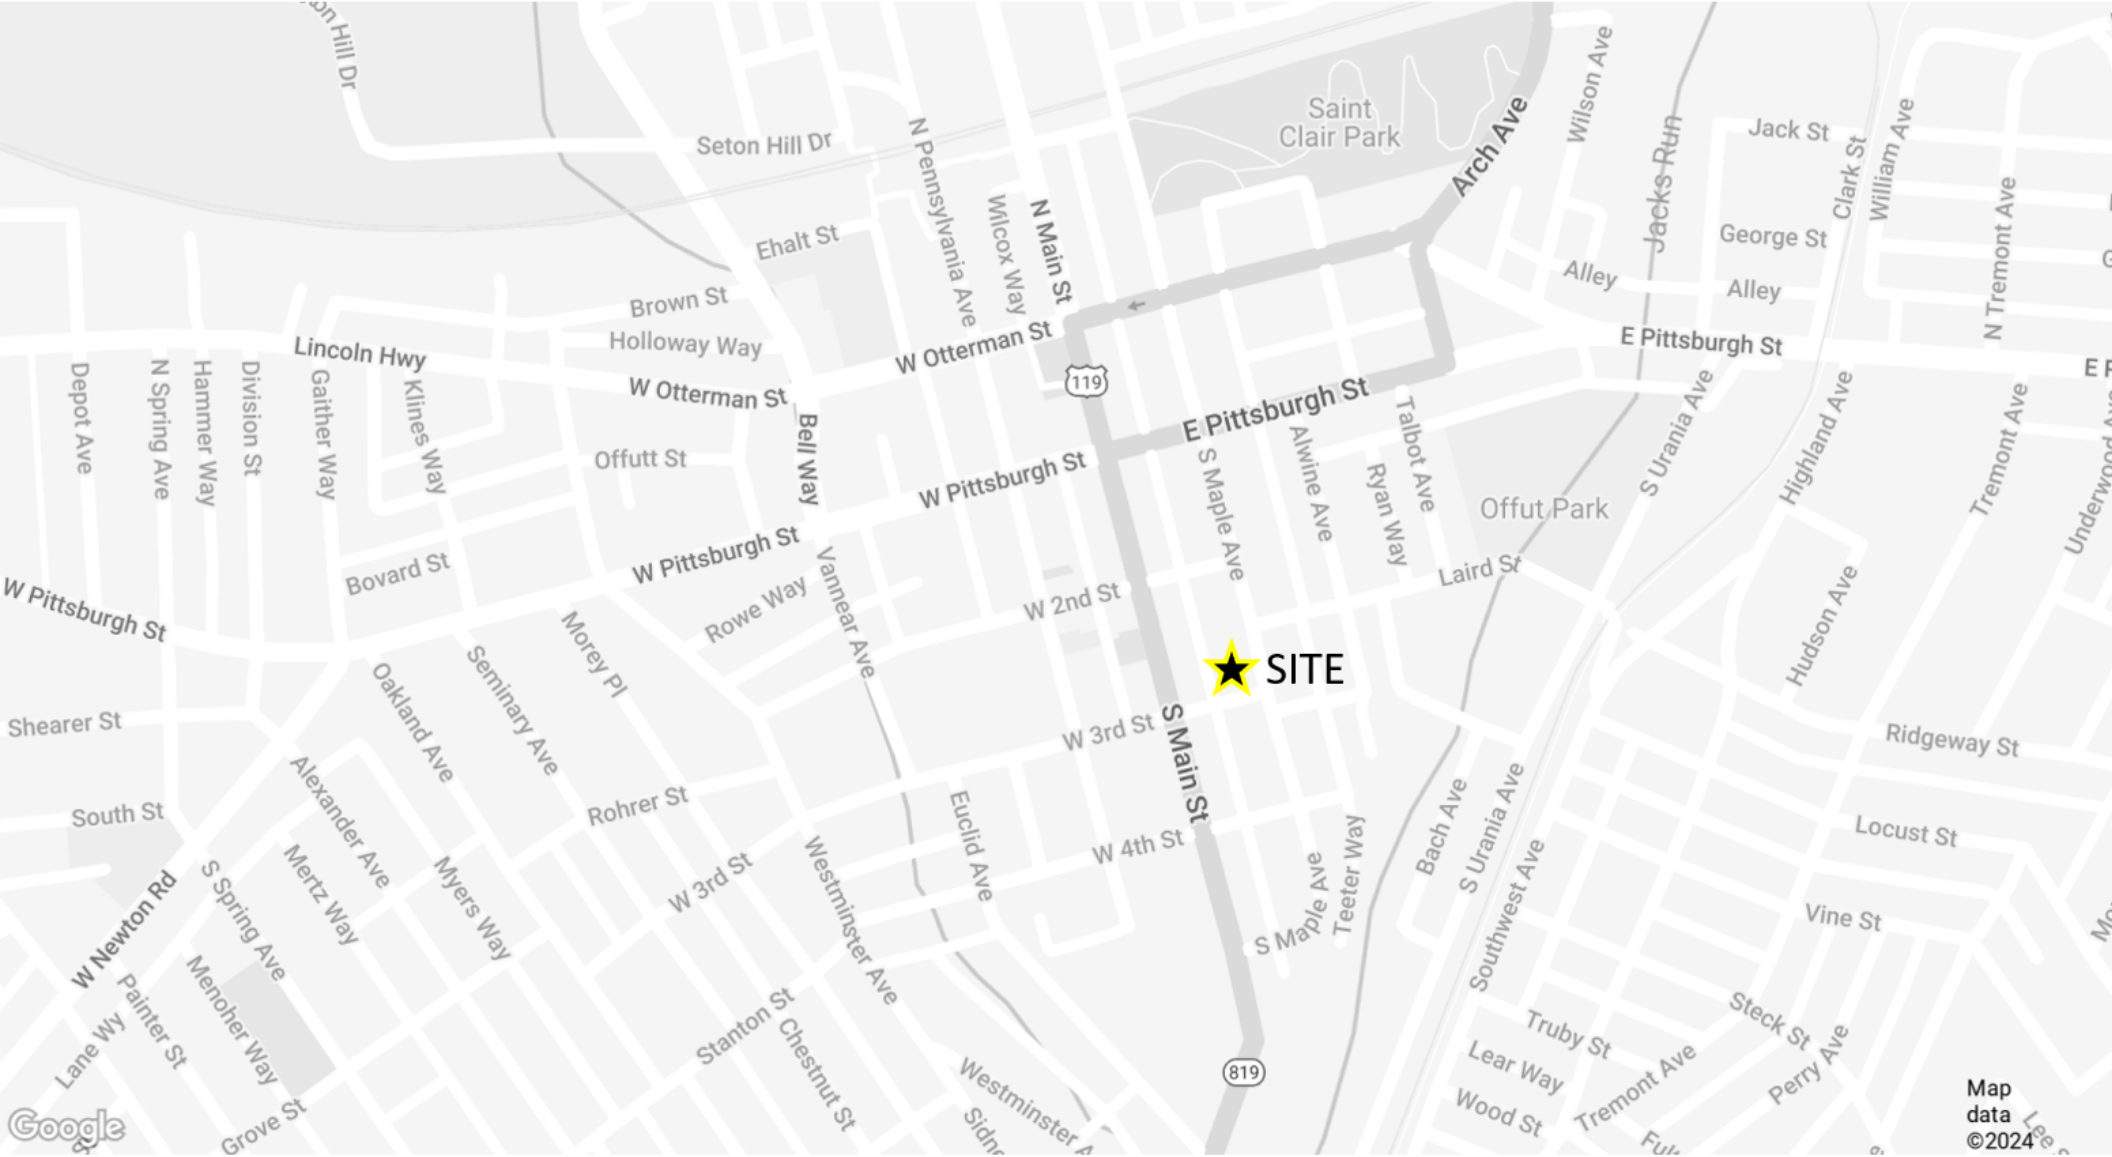 Hill Dr
Wilson Ave
Saint
Clair Park
Arch Ave
Jack St
Jacks Run
Clark St
William Ave
Seton Hill Dr
N Pennsylvania Ave
Wilcox Way
N Main St
N Tremont Ave
Ehalt St
George St
Alley
Alley
Brown St
Holloway Way
Lincoln Hwy
W Otterman St
W Otterman St
119
E Pittsburgh St
E Pittsburgh St
Depot Ave
N Spring Ave
Hammer Way
Division St
Gaither Way
Klines Way
Bell Way
Offutt St
W Pittsburgh St
S Maple Ave
Alwine Ave
Ryan Way
Talbot Ave
Offut Park
S Urania Ave
Highland Ave
Tremont Ave
Underwood Ave
W Pittsburgh St
Bovard St
W Pittsburgh St
Rowe Way
Vannear Ave
W 2nd St
Laird St
Hudson Ave
Morey Pl
SITE
Seminary Ave
Oakland Ave
Shearer St
W 3rd St
S Main St
Ridgeway St
Alexander Ave
South St
Rohrer St
Euclid Ave
W 4th St
Bach Ave
S Urania Ave
Locust St
Mertz Way
Myers Way
W 3rd St
Westminster Ave
S Maple Ave
Teeter Way
Southwest Ave
Vine St
W Newton Rd
S Spring Ave
Menoher Way
Painter St
Lane Wy
Stanton St
Chestnut St
Westminster A
819
Truby St
Steck St
Lear Way
Tremont Ave
Perry Ave
Wood St
Grove St
Sidn
Ful
Lee
Google
Map
data
©2024